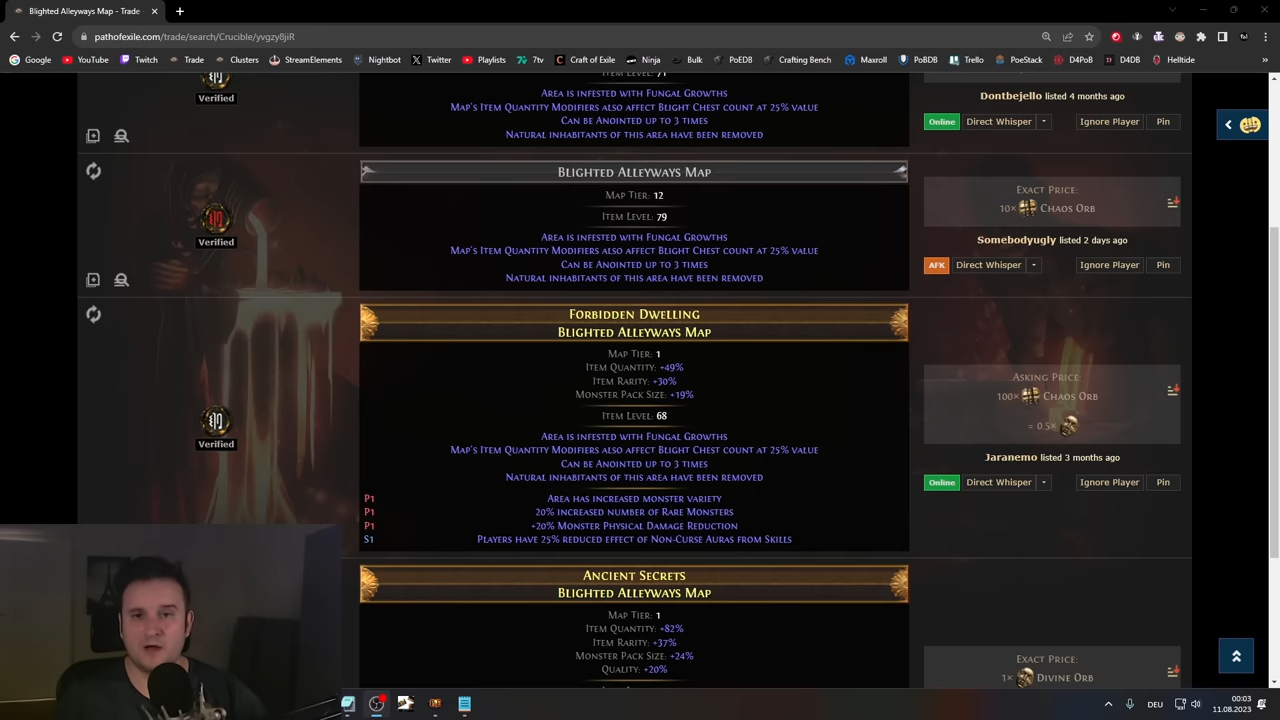 Blighted Alleyways Map - Trade -
pathofexile.com/trade/search/Crucible/yvgzy8jiR
Google YouTube Twitch Trade Clusters StreamElements Nightbot Twitter Playlists 7tv Craft of Exile Ninja Bulk PoEDB Crafting Bench Maxroll PoBDB Trello PoeStack D4PoB D4DB Helltide
Item Level: 71
Verified
Area is infested with Fungal Growths
Map's Item Quantity Modifiers also affect Blight Chest count at 25% value
Can be Anointed up to 3 times
Natural inhabitants of this area have been removed
Dontbejello listed 4 months ago
Online Direct Whisper Ignore Player Pin
Blighted Alleyways Map
Map Tier: 12
Item Level: 79
Area is infested with Fungal Growths
Map's Item Quantity Modifiers also affect Blight Chest count at 25% value
Can be Anointed up to 3 times
Natural inhabitants of this area have been removed
Verified
Exact Price:
10× Chaos Orb
Somebodyugly listed 2 days ago
AFK Direct Whisper Ignore Player Pin
Forbidden Dwelling
Blighted Alleyways Map
Map Tier: 1
Item Quantity: +49%
Item Rarity: +30%
Monster Pack Size: +19%
Item Level: 68
Area is infested with Fungal Growths
Map's Item Quantity Modifiers also affect Blight Chest count at 25% value
Can be Anointed up to 3 times
Natural inhabitants of this area have been removed
P1 Area has increased monster variety
P1 20% increased number of Rare Monsters
P1 +20% Monster Physical Damage Reduction
S1 Players have 25% reduced effect of Non-Curse Auras from Skills
Verified
Asking Price:
100× Chaos Orb
= 0.5×
Jaranemo listed 3 months ago
Online Direct Whisper Ignore Player Pin
Ancient Secrets
Blighted Alleyways Map
Map Tier: 1
Item Quantity: +82%
Item Rarity: +37%
Monster Pack Size: +24%
Quality: +20%
Exact Price:
1× Divine Orb
DEU
00:03
11.08.2023